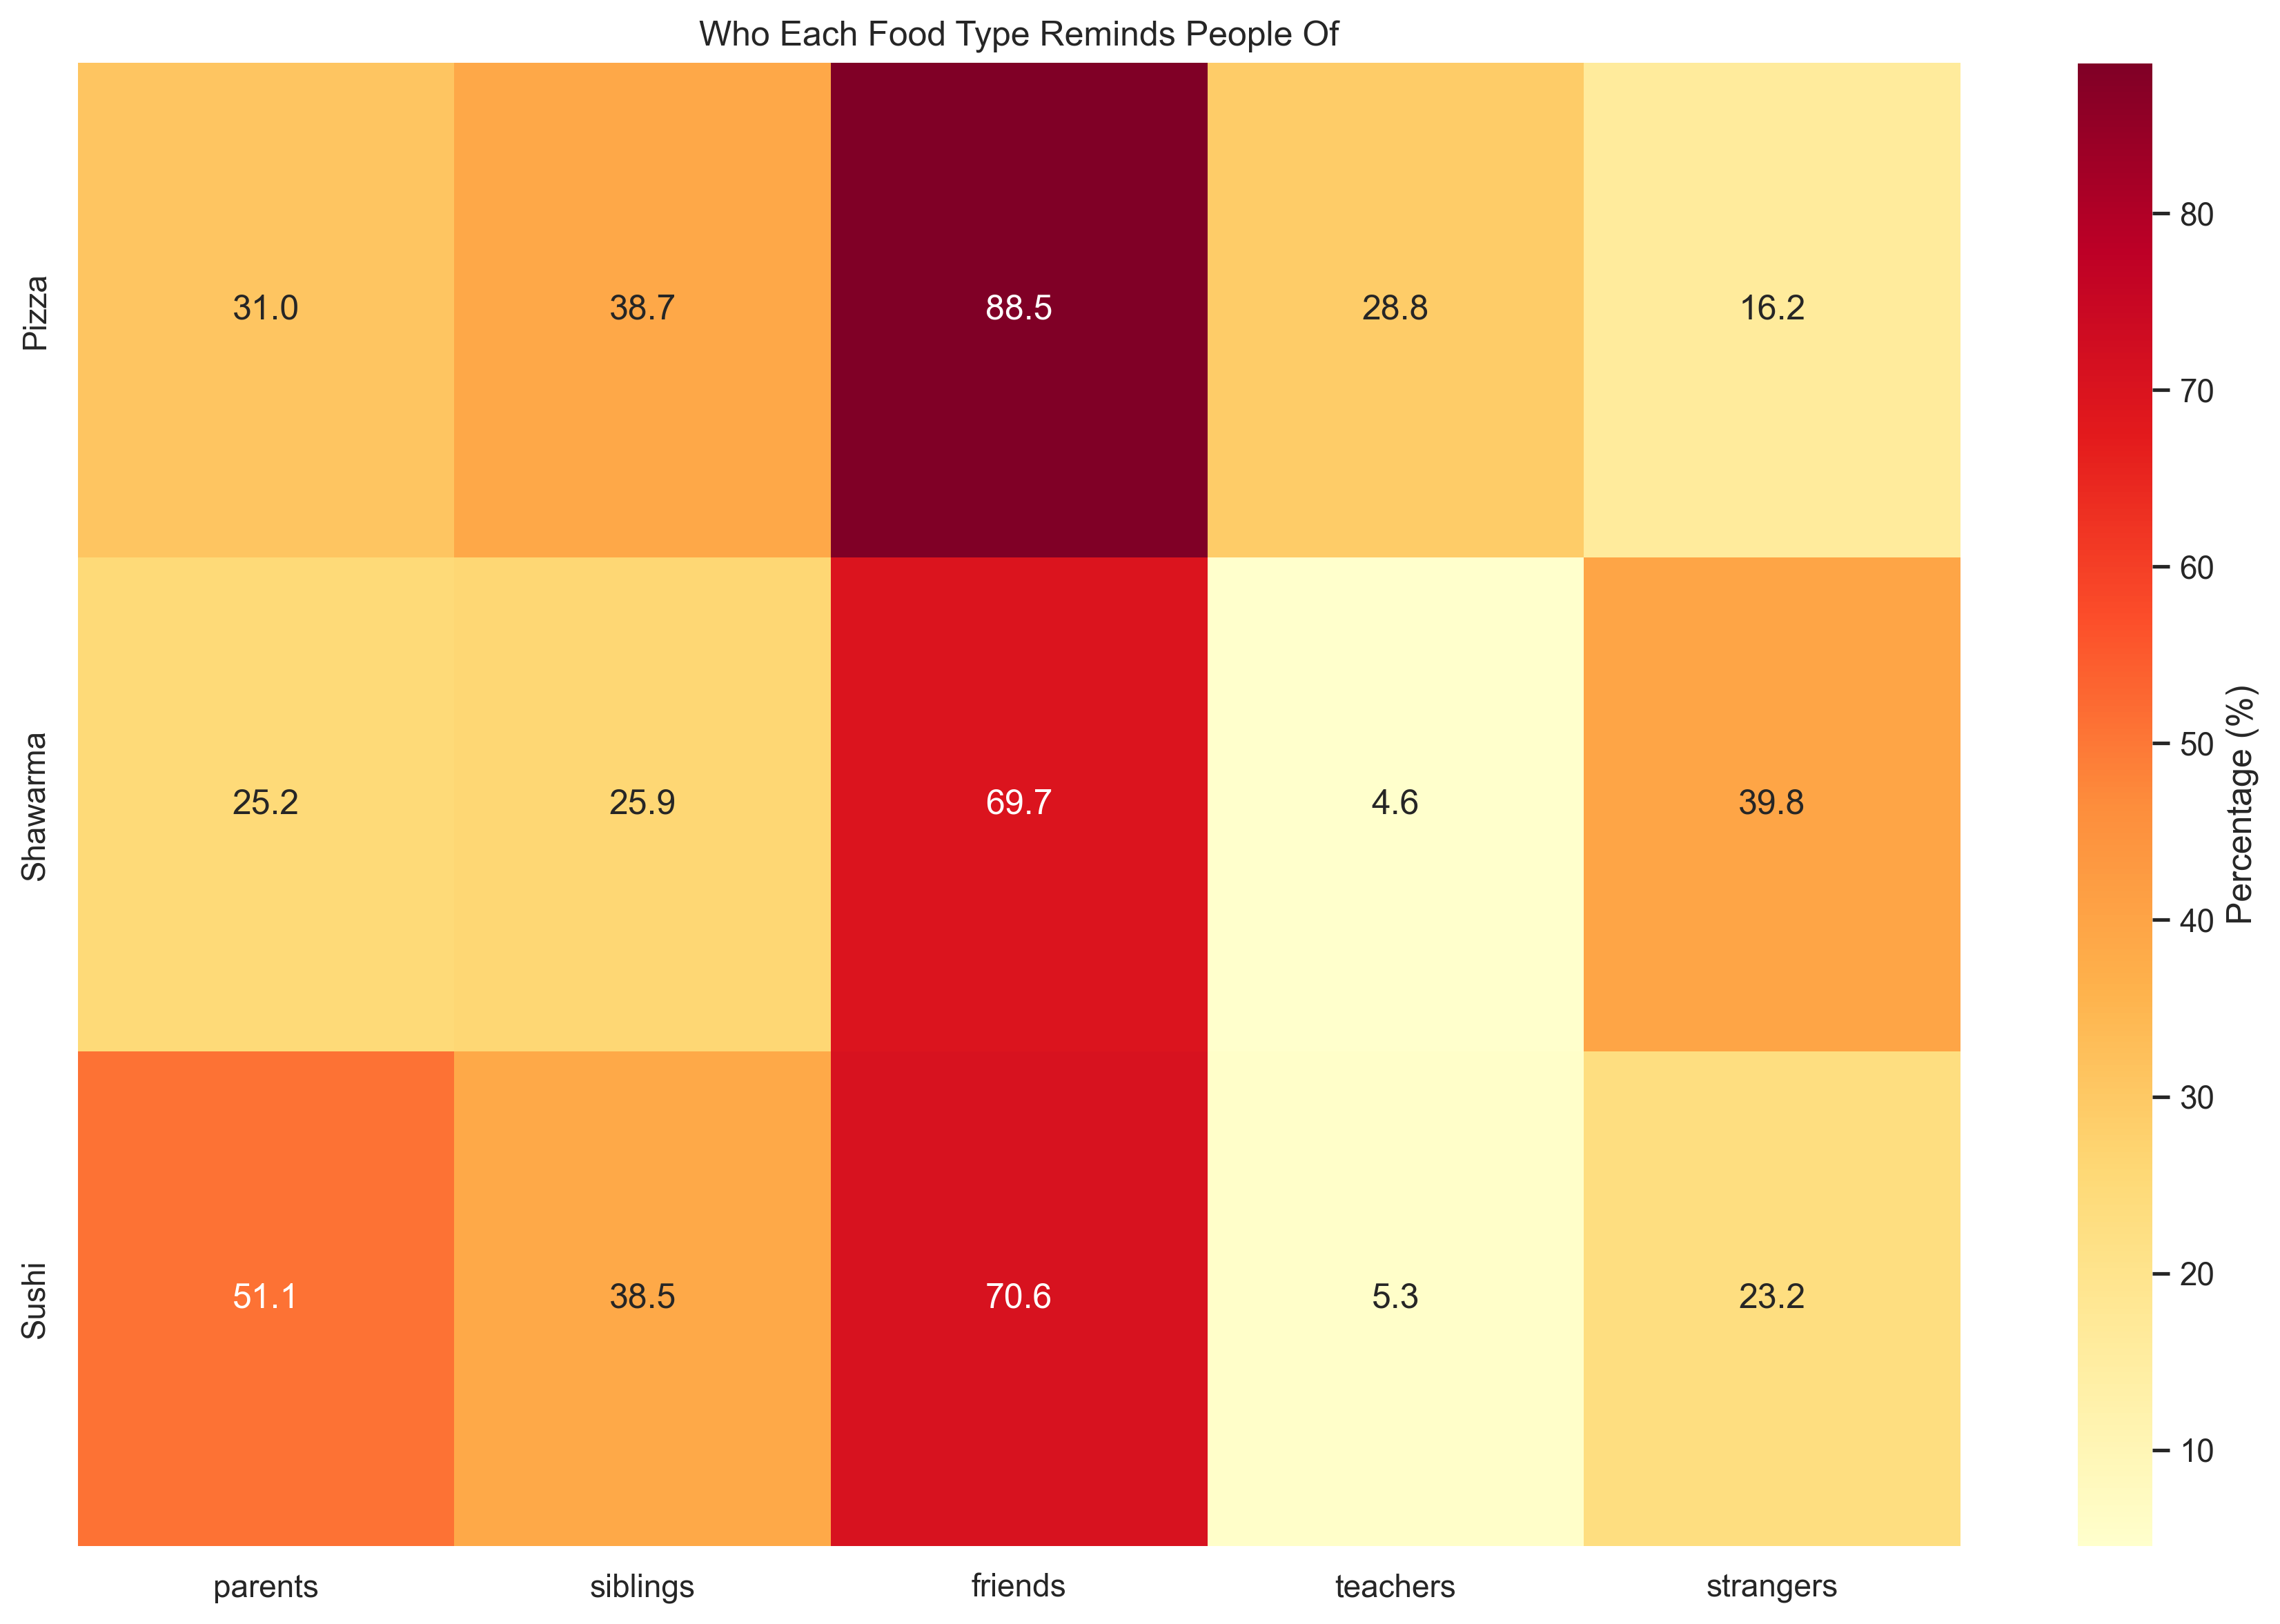 Who Each Food Type Reminds People Of
Pizza
31.0 38.7 88.5 28.8 16.2
Shawarma
25.2 25.9 69.7 4.6 39.8
Sushi
51.1 38.5 70.6 5.3 23.2
parents siblings friends teachers strangers
80
70
60
50
40
30
20
10
Percentage (%)